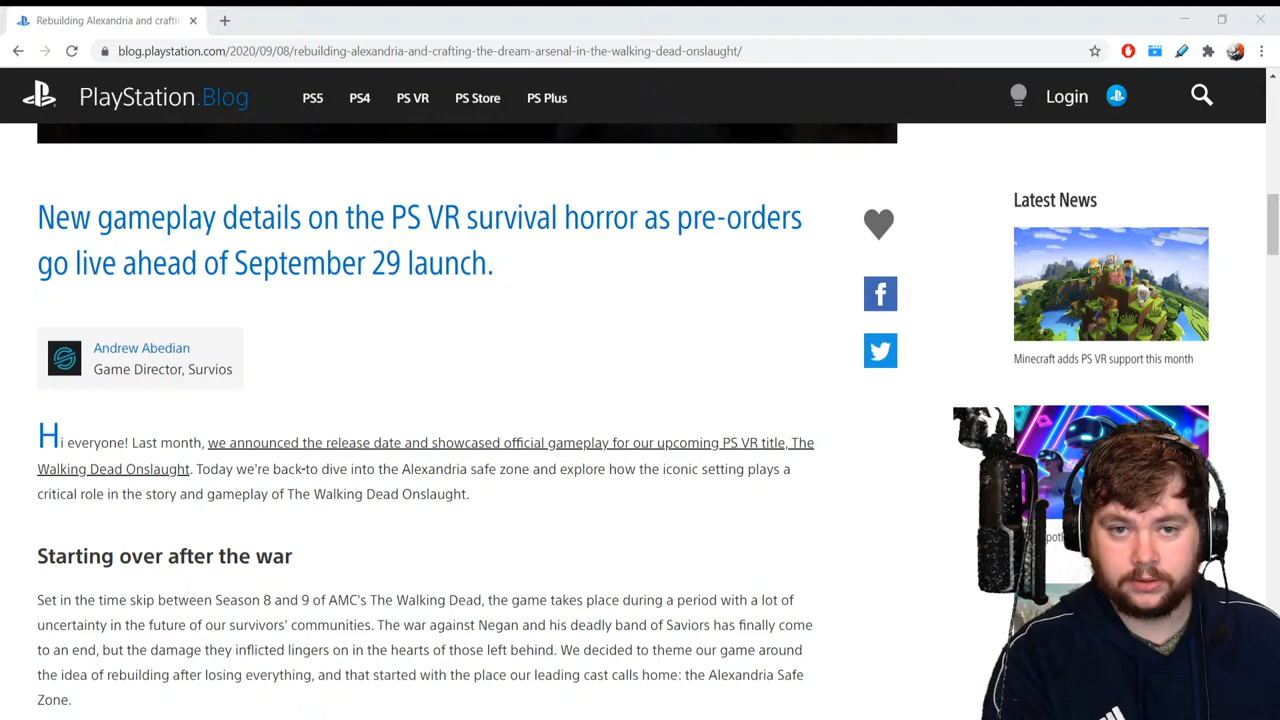 Rebuilding Alexandria and craftin
blog.playstation.com/2020/09/08/rebuilding-alexandria-and-crafting-the-dream-arsenal-in-the-walking-dead-onslaught/
PlayStation.Blog
PS5
PS4
PS VR
PS Store
PS Plus
Login
New gameplay details on the PS VR survival horror as pre-orders
go live ahead of September 29 launch.
Andrew Abedian
Game Director, Survios
Hi everyone! Last month, we announced the release date and showcased official gameplay for our upcoming PS VR title, The
Walking Dead Onslaught. Today we're back to dive into the Alexandria safe zone and explore how the iconic setting plays a
critical role in the story and gameplay of The Walking Dead Onslaught.
Starting over after the war
Set in the time skip between Season 8 and 9 of AMC's The Walking Dead, the game takes place during a period with a lot of
uncertainty in the future of our survivors' communities. The war against Negan and his deadly band of Saviors has finally come
to an end, but the damage they inflicted lingers on in the hearts of those left behind. We decided to theme our game around
the idea of rebuilding after losing everything, and that started with the place our leading cast calls home: the Alexandria Safe
Zone.
Latest News
Minecraft adds PS VR support this month